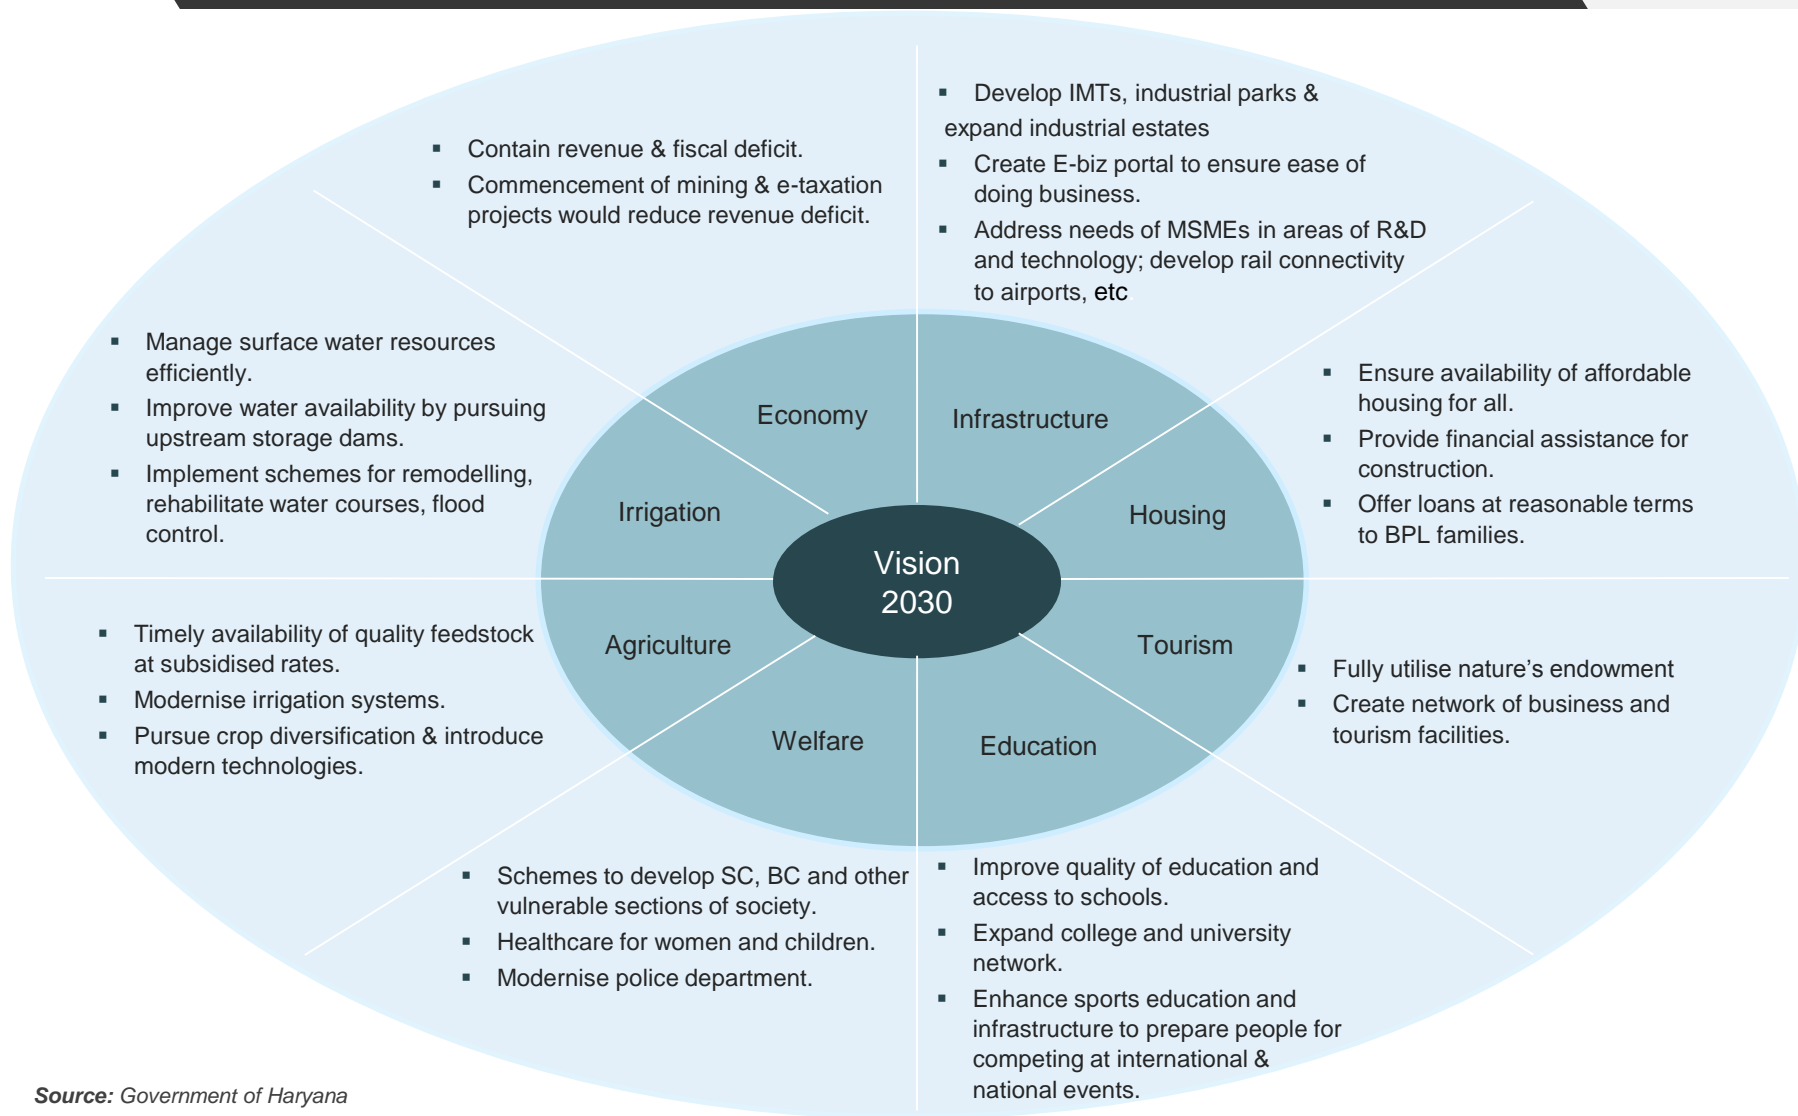 ▪ Develop IMTs, industrial parks &
expand industrial estates
▪ Create E-biz portal to ensure ease of
doing business.
▪ Address needs of MSMEs in areas of R&D
and technology; develop rail connectivity
to airports, etc
▪ Contain revenue & fiscal deficit.
▪ Commencement of mining & e-taxation
projects would reduce revenue deficit.
▪ Manage surface water resources
efficiently.
▪ Improve water availability by pursuing
upstream storage dams.
▪ Implement schemes for remodelling,
rehabilitate water courses, flood
control.
▪ Ensure availability of affordable
housing for all.
▪ Provide financial assistance for
construction.
▪ Offer loans at reasonable terms
to BPL families.
Economy
Infrastructure
Irrigation
Housing
Vision
2030
Agriculture
Tourism
Welfare
Education
▪ Timely availability of quality feedstock
at subsidised rates.
▪ Modernise irrigation systems.
▪ Pursue crop diversification & introduce
modern technologies.
▪ Fully utilise nature’s endowment
▪ Create network of business and
tourism facilities.
▪ Schemes to develop SC, BC and other
vulnerable sections of society.
▪ Healthcare for women and children.
▪ Modernise police department.
▪ Improve quality of education and
access to schools.
▪ Expand college and university
network.
▪ Enhance sports education and
infrastructure to prepare people for
competing at international &
national events.
Source: Government of Haryana